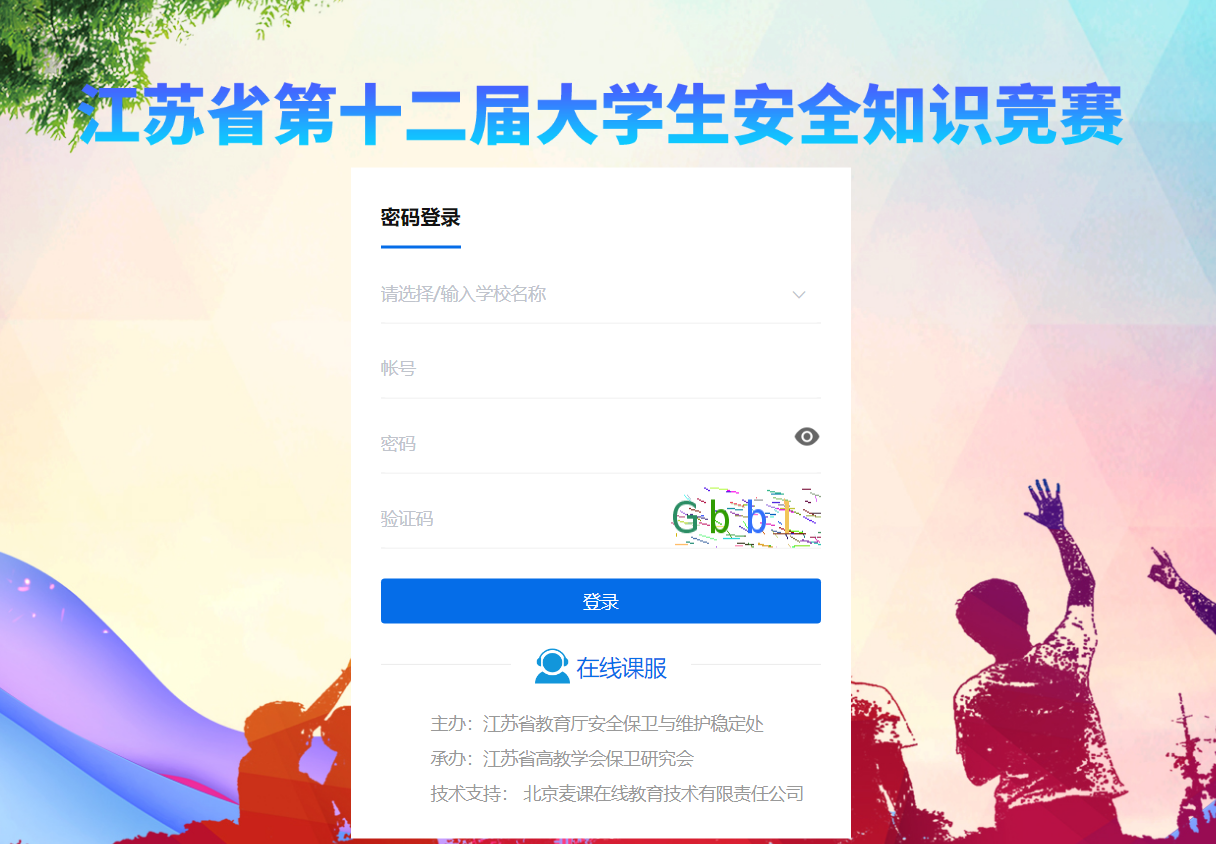 江苏省第十二届大学生安全知识竞赛
密码登录
请选择/输入学校名称
帐号
密码
验证码
登录
在线课服
主办：江苏省教育厅安全保卫与维护稳定处
承办：江苏省高教学会保卫研究会
技术支持： 北京麦课在线教育技术有限责任公司